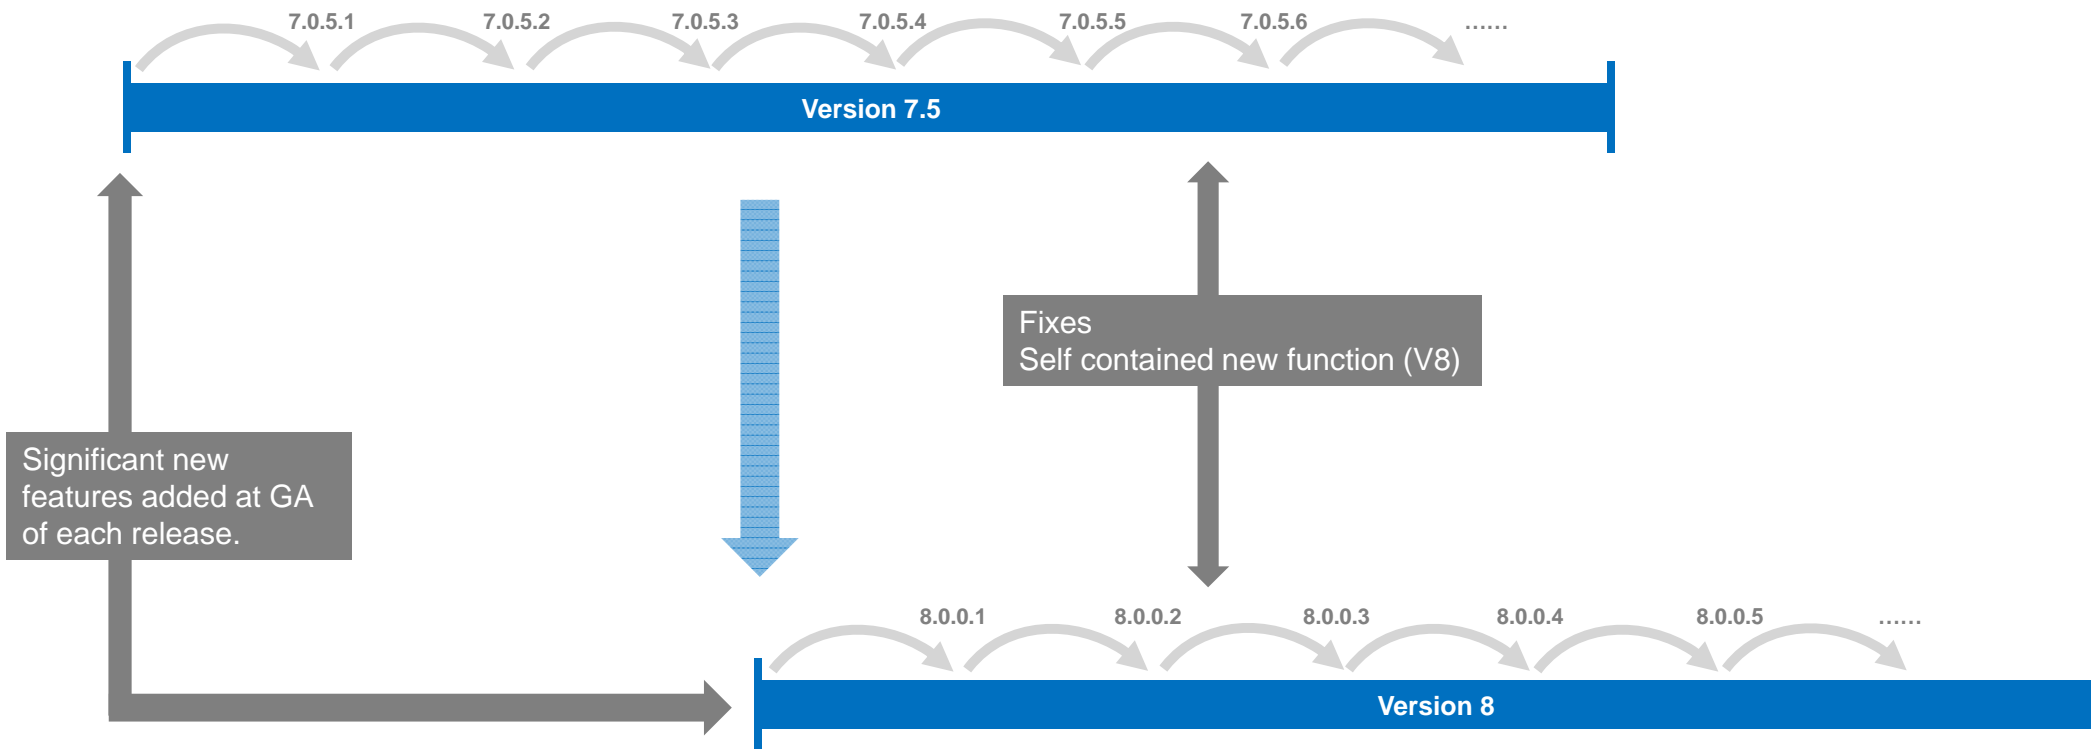 7.0.5.1 7.0.5.2 7.0.5.3 7.0.5.4 7.0.5.5 7.0.5.6 ......
Version 7.5
Fixes
Self contained new function (V8)
Significant new
features added at GA
of each release.
8.0.0.1 8.0.0.2 8.0.0.3 8.0.0.4 8.0.0.5 ......
Version 8